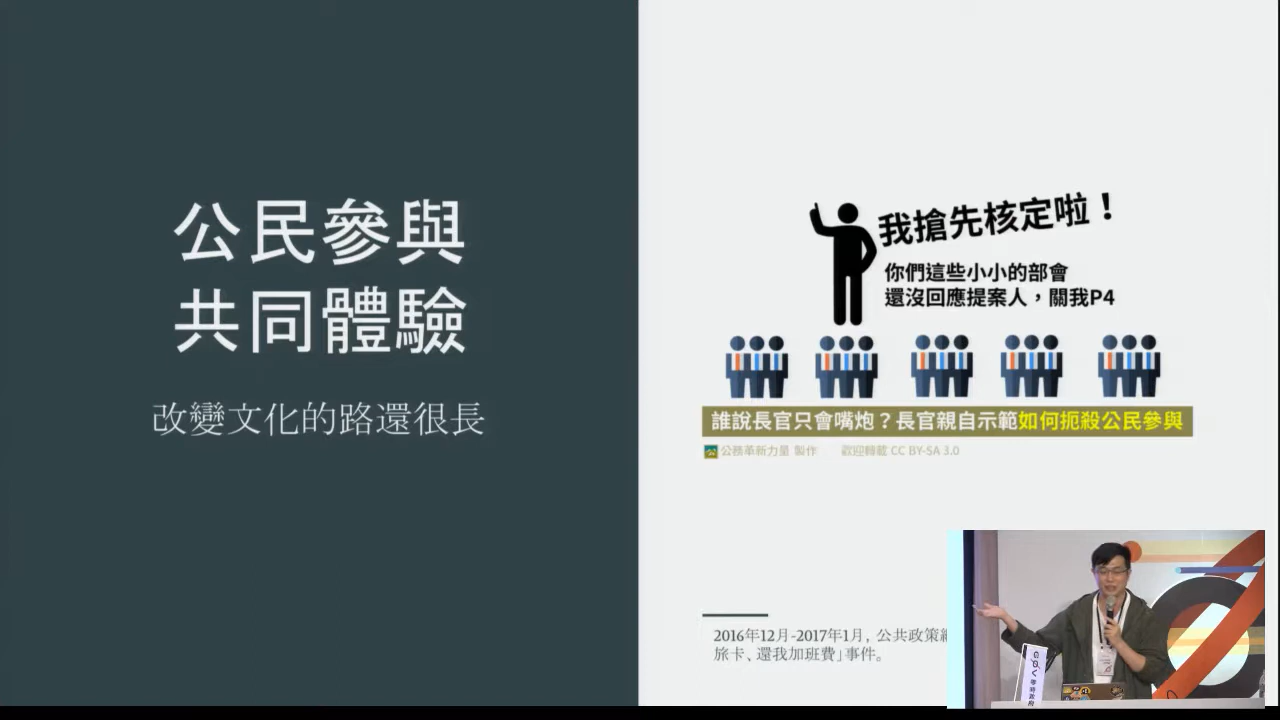 公民參與
共同體驗
改變文化的路還很長
我搶先核定啦！
你們這些小小的部會
還沒回應提案人，關我P4
誰說長官只會嘴炮？長官親自示範如何扼殺公民參與
公務革新力量 製作 歡迎轉載 CC BY-SA 3.0
2016年12月-2017年1月，公共政策網
旅卡、還我加班費」事件。
零時政府